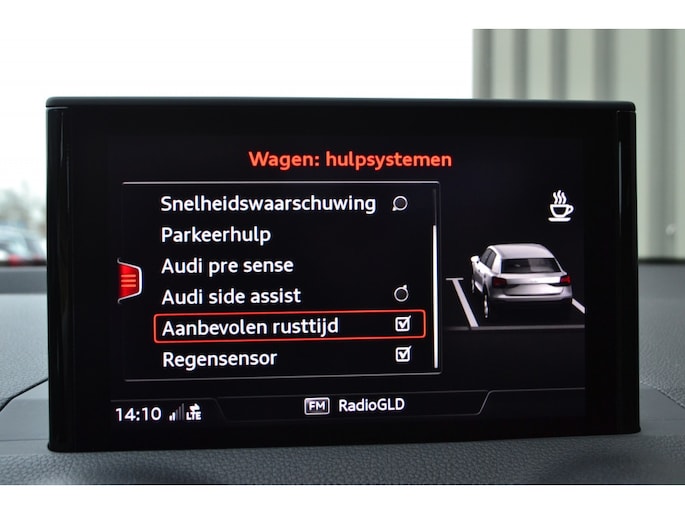 Wagen: hulpsystemen
Snelheidswaarschuwing
Parkeerhulp
Audi pre sense
Audi side assist
Aanbevolen rusttijd
Regensensor
14:10 LTE FM RadioGLD